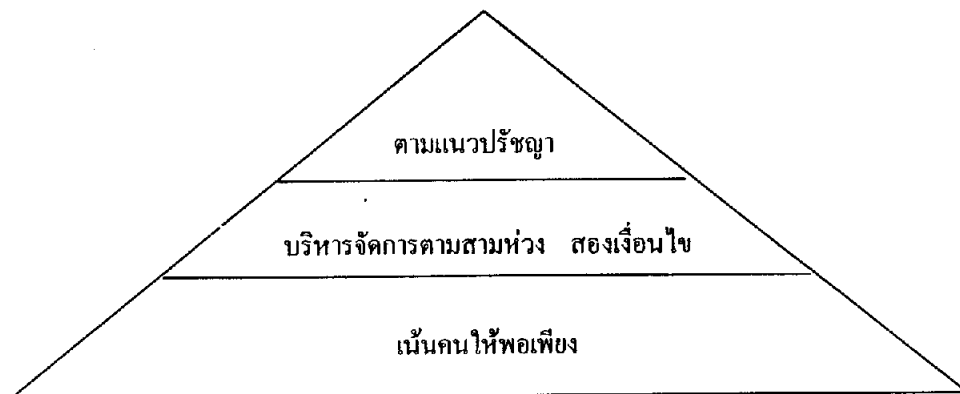 ตามแนวปรัชญา
บริหารจัดการตามสามห่วง สองเงื่อนไข
เน้นคนให้พอเพียง